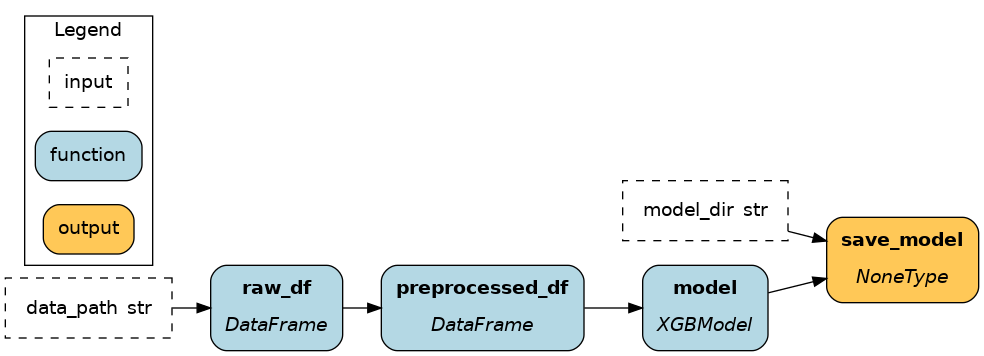 Legend
input
function
output
data_path str
raw_df
DataFrame
preprocessed_df
DataFrame
model
XGBModel
model_dir str
save_model
NoneType